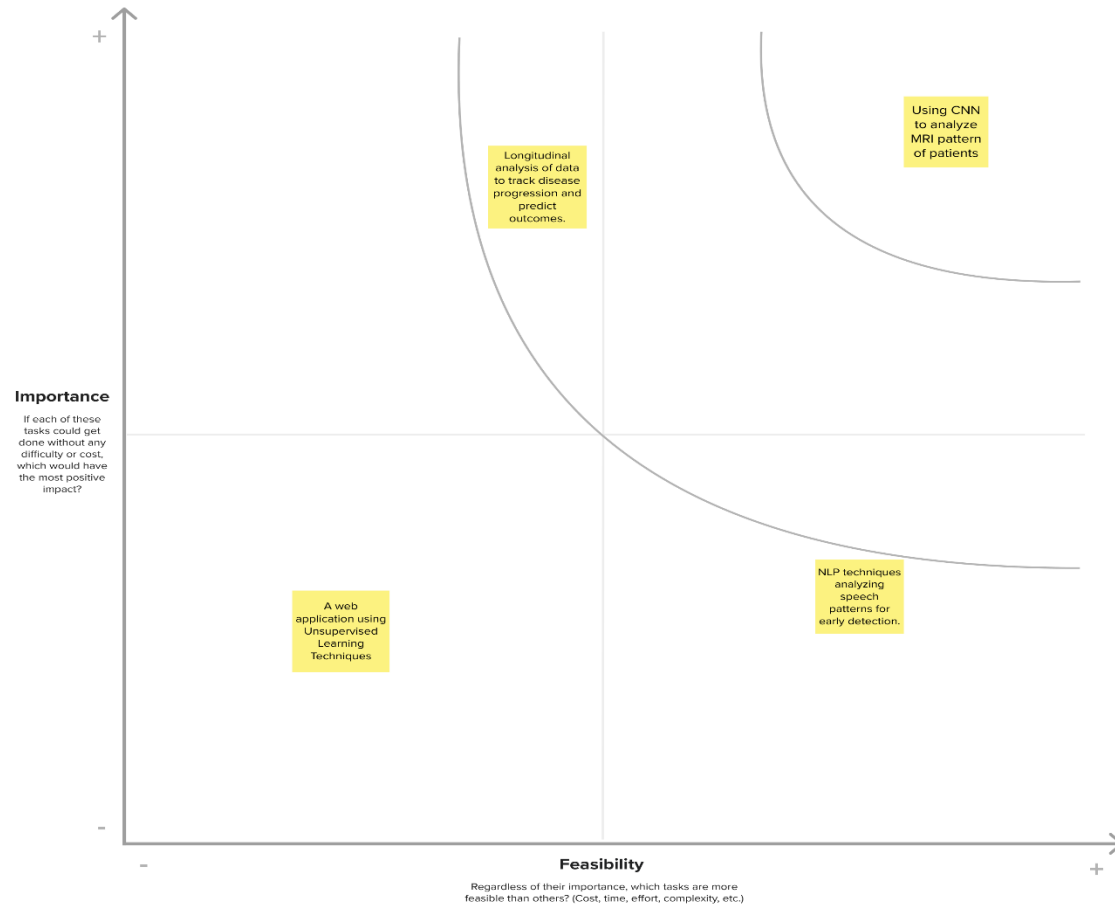 +
Using CNN
to analyze
MRI pattern
of patients
Longitudinal
analysis of data
to track disease
progression and
predict
outcomes.
Importance
If each of these
tasks could get
done without any
difficulty or cost,
which would have
the most positive
impact?
NLP techniques
analyzing
speech
patterns for
early detection.
A web
application using
Unsupervised
Learning
Techniques
-
-
Feasibility
+
Regardless of their importance, which tasks are more
feasible than others? (Cost, time, effort, complexity, etc.)